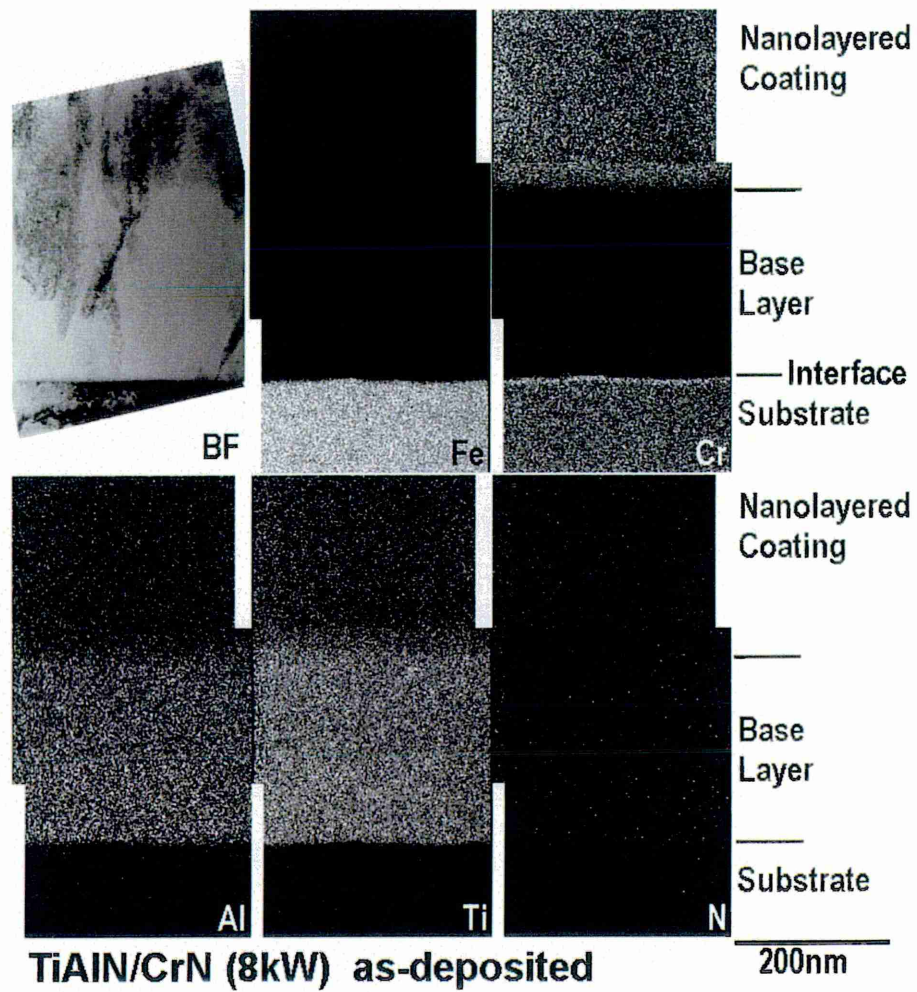 Nanolayered
Coating
Base
Layer
Interface
Substrate
BF
Fe
Cr
Nanolayered
Coating
Base
Layer
Substrate
Al
Ti
N
TiAlN/CrN (8kW) as-deposited
200nm